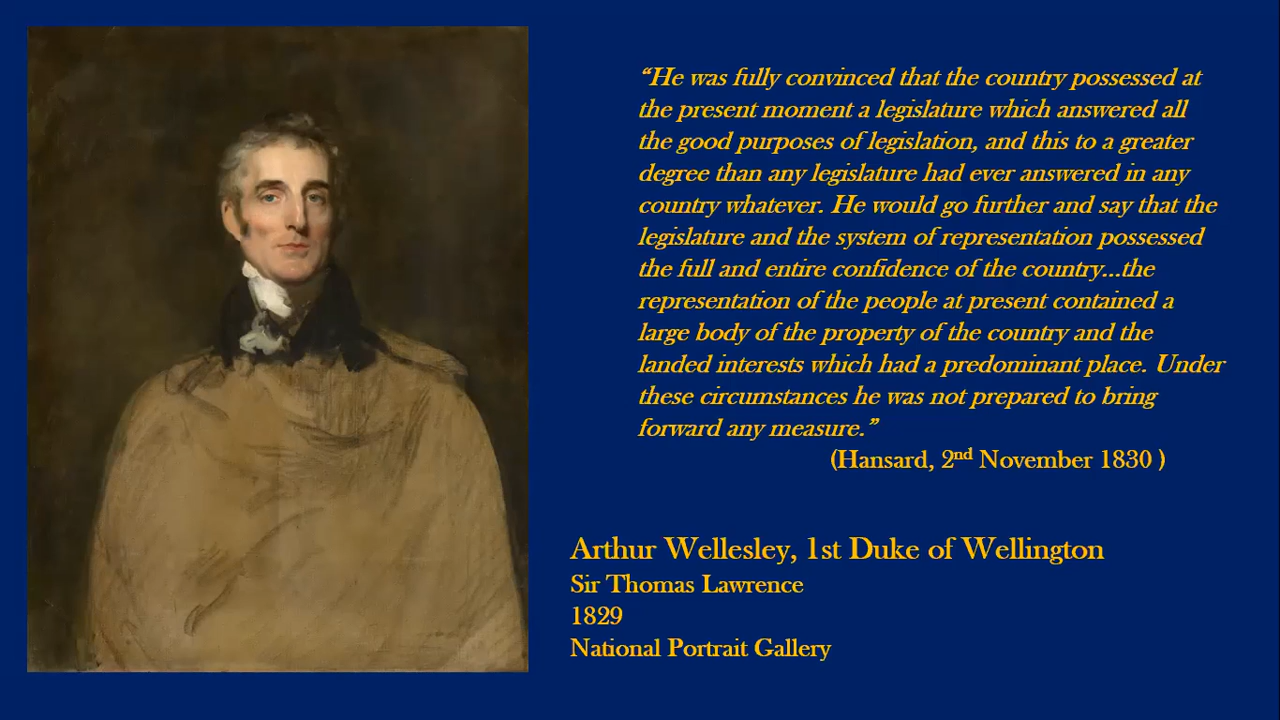 “He was fully convinced that the country possessed at
the present moment a legislature which answered all
the good purposes of legislation, and this to a greater
degree than any legislature had ever answered in any
country whatever. He would go further and say that the
legislature and the system of representation possessed
the full and entire confidence of the country...the
representation of the people at present contained a
large body of the property of the country and the
landed interests which had a predominant place. Under
these circumstances he was not prepared to bring
forward any measure.”
(Hansard, 2nd November 1830 )
Arthur Wellesley, 1st Duke of Wellington
Sir Thomas Lawrence
1829
National Portrait Gallery